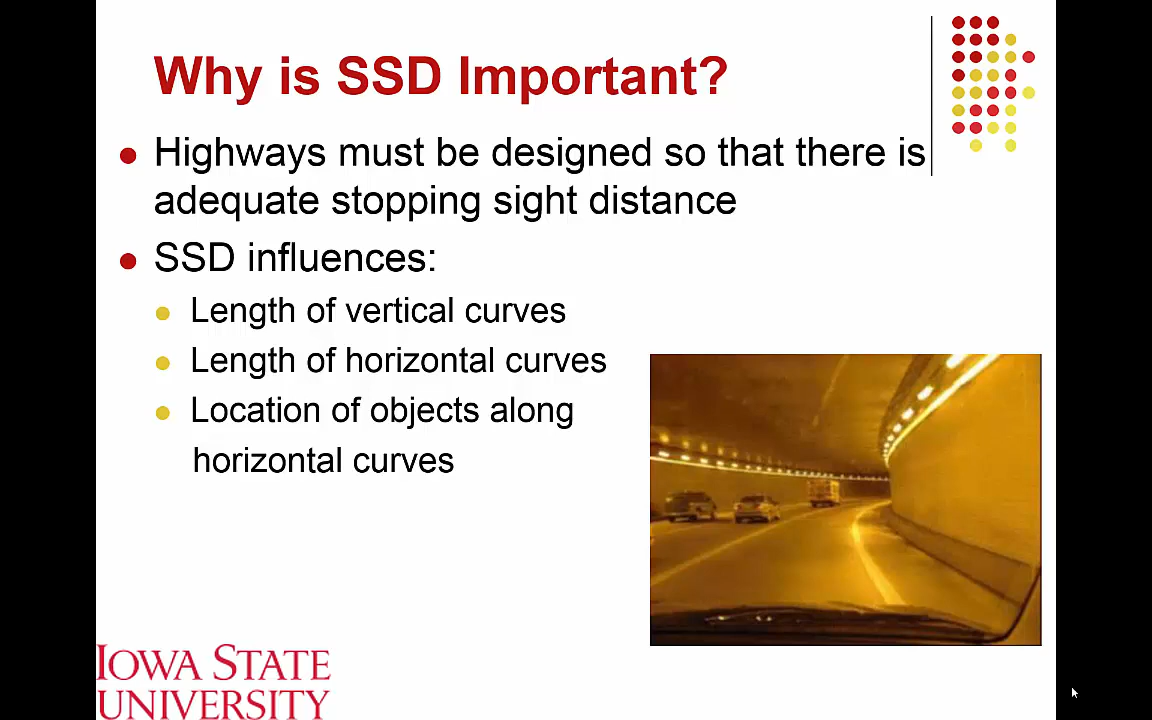 Why is SSD Important?
Highways must be designed so that there is
adequate stopping sight distance
SSD influences:
Length of vertical curves
Length of horizontal curves
Location of objects along
horizontal curves
IOWA STATE
UNIVERSITY